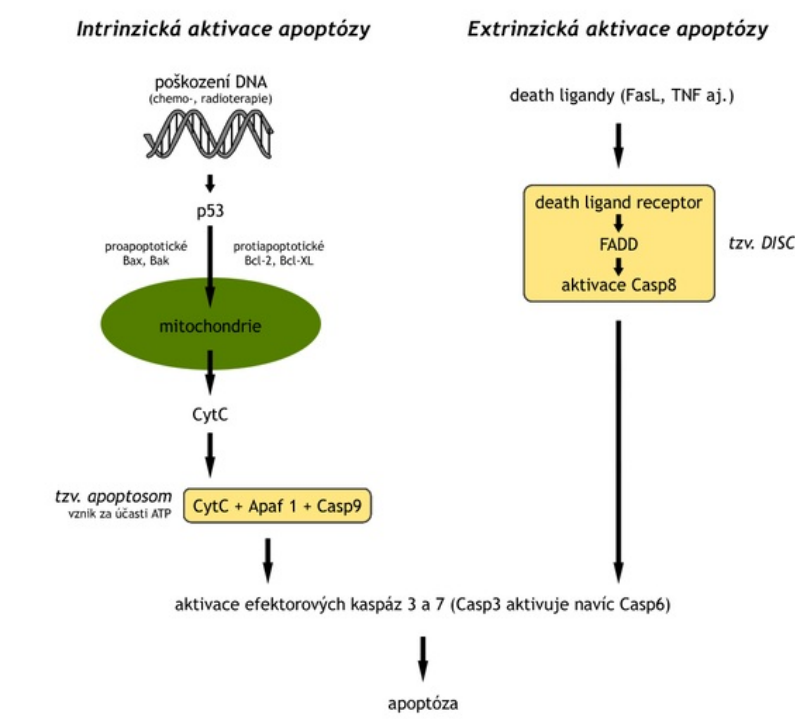 Intrinzická aktivace apoptózy
poškození DNA
(chemo-, radioterapie)
p53
proapoptotické
Bax, Bak
protiapoptotické
Bcl-2, Bcl-XL
mitochondrie
CytC
tzv. apoptosom
vznik za účasti ATP
CytC + Apaf 1 + Casp9
Extrinzická aktivace apoptózy
death ligandy (FasL, TNF aj.)
death ligand receptor
FADD
aktivace Casp8
tzv. DISC
aktivace efektorových kaspáz 3 a 7 (Casp3 aktivuje navíc Casp6)
apoptóza